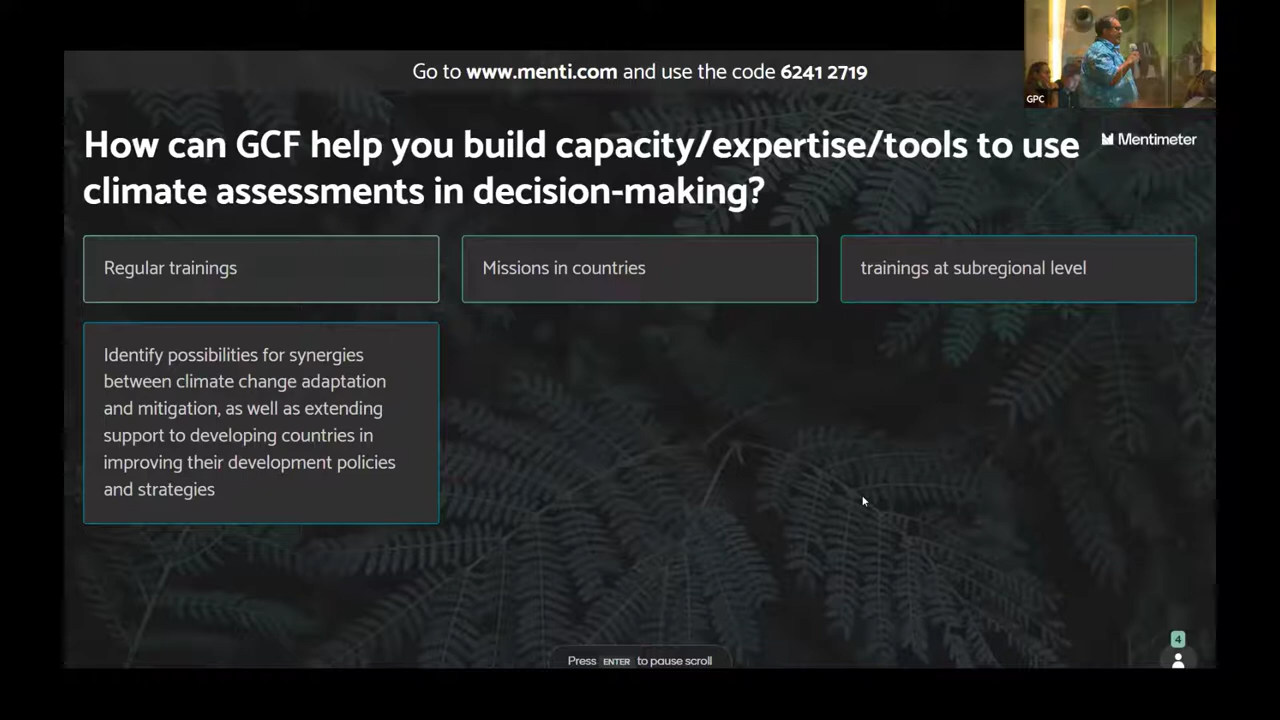 Go to www.menti.com and use the code 6241 2719
GPC
How can GCF help you build capacity/expertise/tools to use
climate assessments in decision-making?
Mentimeter
Regular trainings
Missions in countries
trainings at subregional level
Identify possibilities for synergies
between climate change adaptation
and mitigation, as well as extending
support to developing countries in
improving their development policies
and strategies
4
Press ENTER to pause scroll